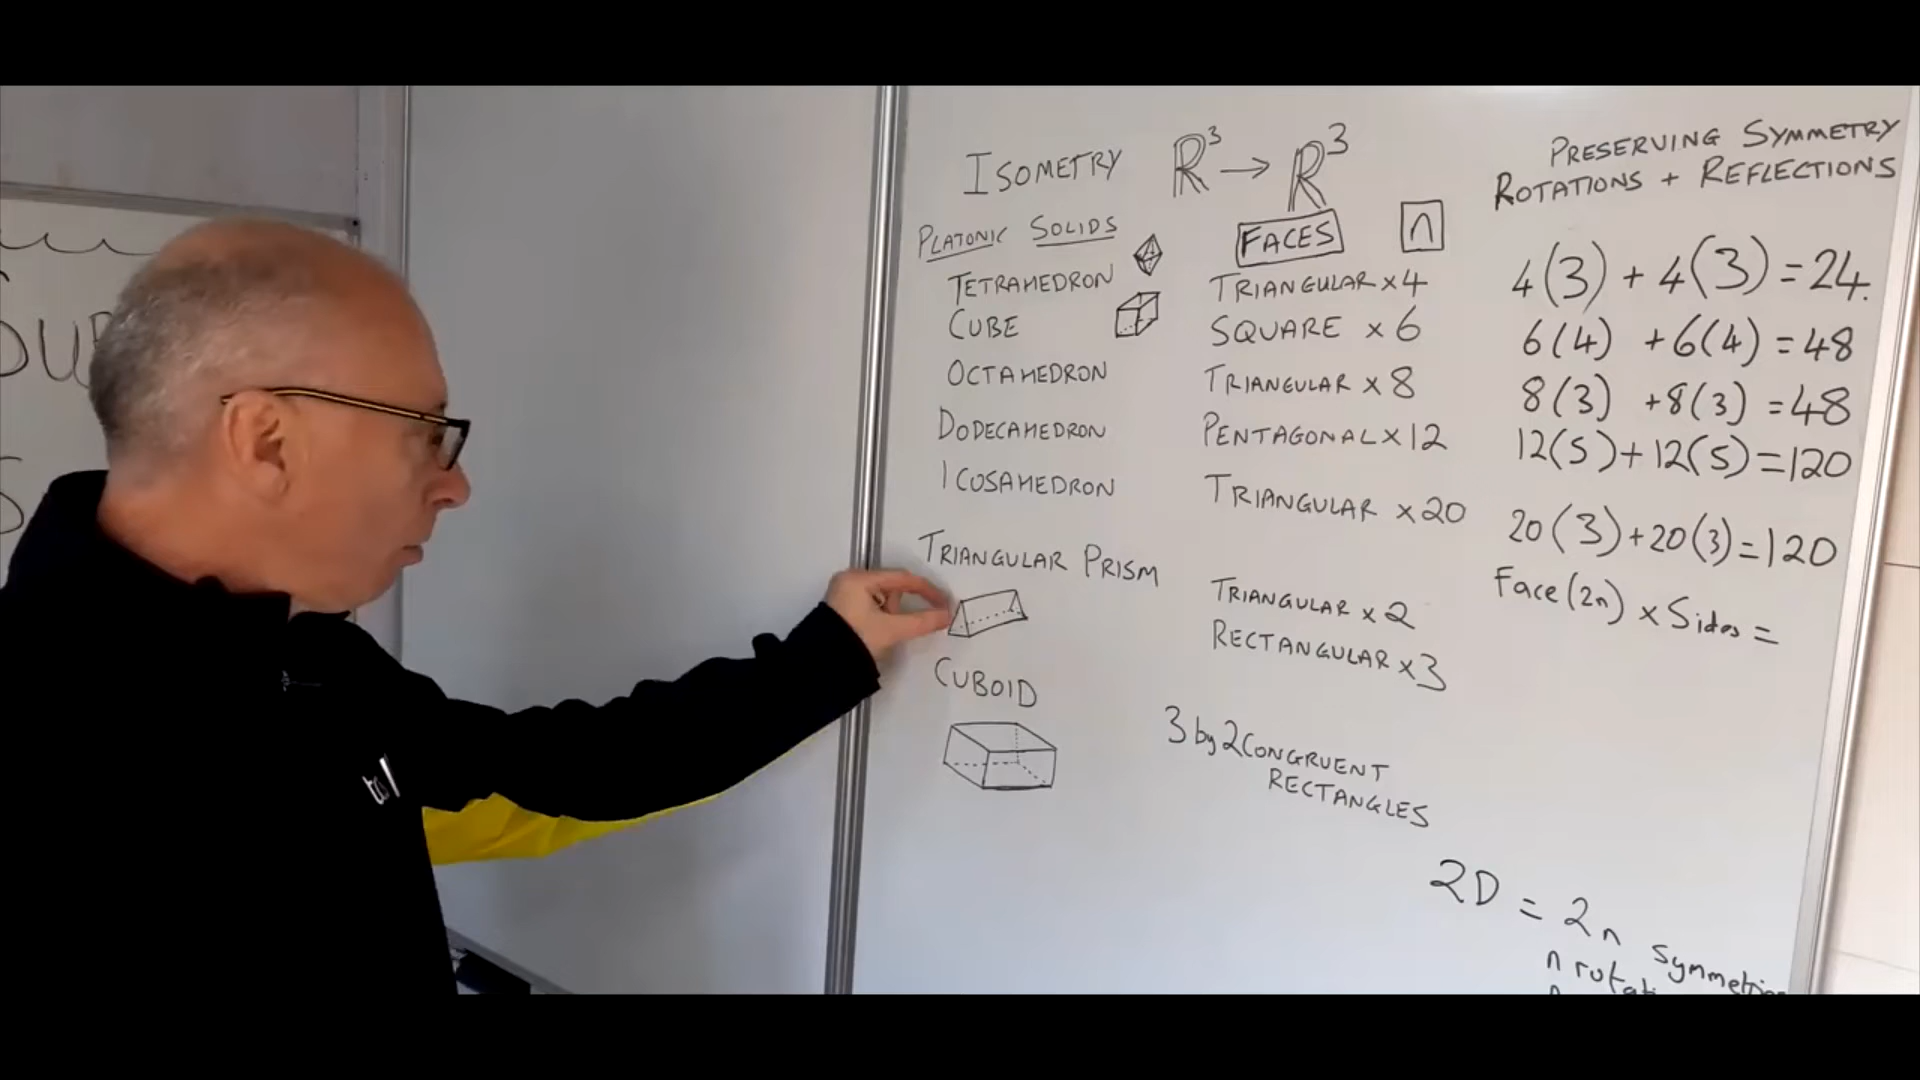 ISOMETRY R³ → R³
PRESERVING SYMMETRY
ROTATIONS + REFLECTIONS
PLATONIC SOLIDS FACES n
TETRAHEDRON TRIANGULAR × 4 4(3) + 4(3) = 24.
CUBE SQUARE × 6 6(4) + 6(4) = 48
OCTAHEDRON TRIANGULAR × 8 8(3) + 8(3) = 48
DODECAHEDRON PENTAGONAL × 12 12(5) + 12(5) = 120
ICOSAHEDRON TRIANGULAR × 20 20(3) + 20(3) = 120
Face(2n) × Sides =
TRIANGULAR PRISM TRIANGULAR × 2
RECTANGULAR × 3
CUBOID
3 by 2 CONGRUENT
RECTANGLES
2D = 2n
n